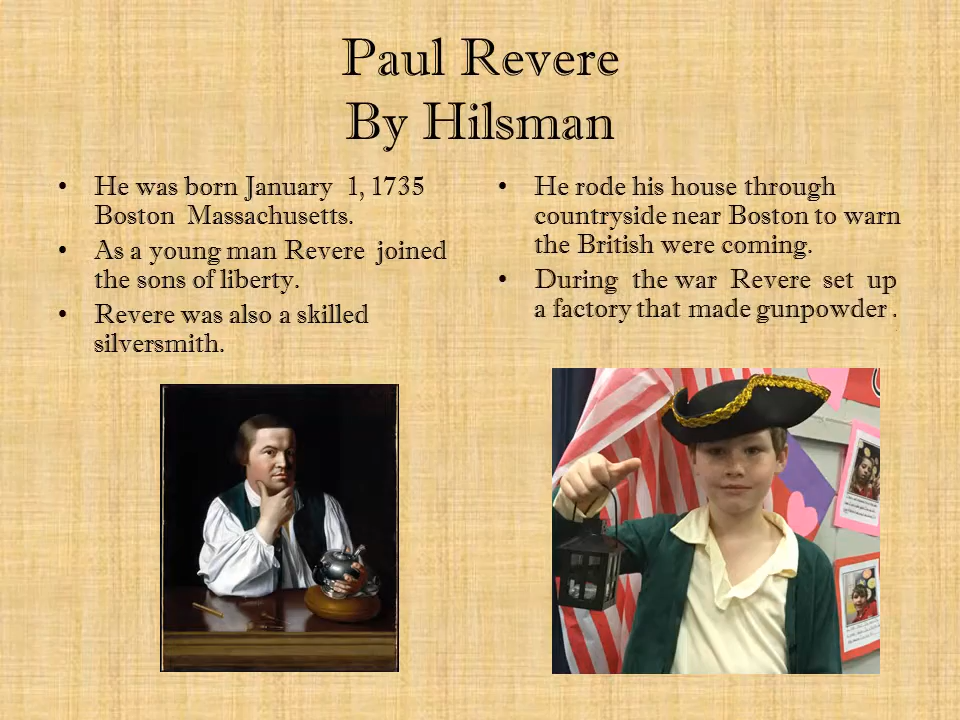 Paul Revere
By Hilsman
• He was born January 1, 1735
Boston Massachusetts.
• As a young man Revere joined
the sons of liberty.
• Revere was also a skilled
silversmith.
• He rode his house through
countryside near Boston to warn
the British were coming.
• During the war Revere set up
a factory that made gunpowder .